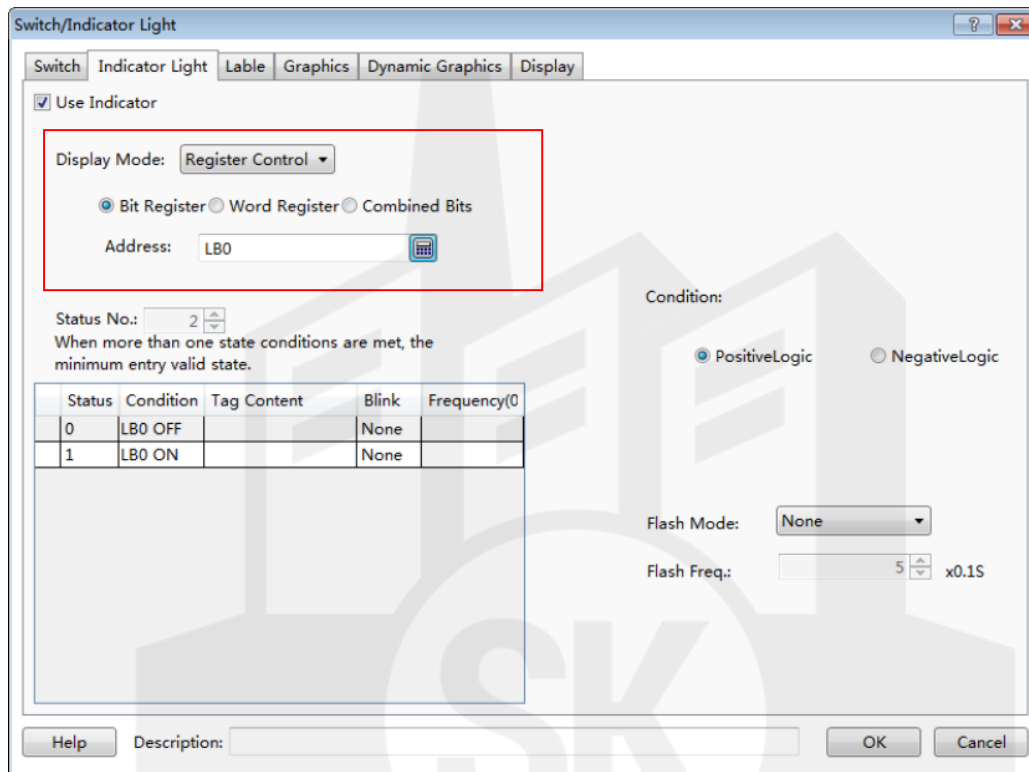 Switch/Indicator Light
Switch Indicator Light Lable Graphics Dynamic Graphics Display
Use Indicator
Display Mode: Register Control
Bit Register Word Register Combined Bits
Address: LB0
Condition:
Status No.: 2
When more than one state conditions are met, the
minimum entry valid state.
PositiveLogic NegativeLogic
Status Condition Tag Content Blink Frequency(0
0 LB0 OFF None
1 LB0 ON None
Flash Mode: None
Flash Freq.: 5 x0.1S
SK
Help Description: OK Cancel